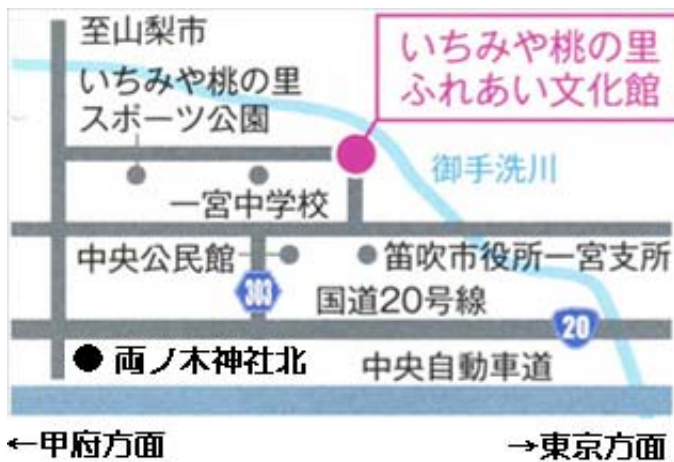 至山梨市
いちみや桃の里
ふれあい文化館
いちみや桃の里
スポーツ公園
御手洗川
一宮中学校
中央公民館
笛吹市役所一宮支所
303
国道20号線
20
両ノ木神社北
中央自動車道
←甲府方面
→東京方面